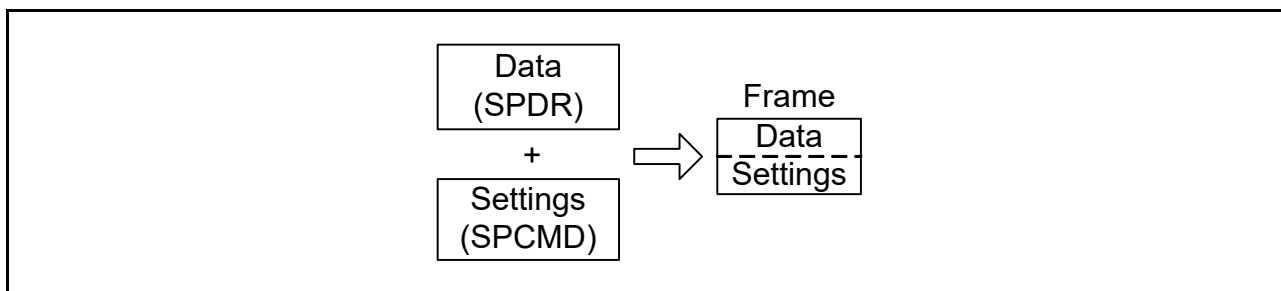 Data
(SPDR)
+
Settings
(SPCMD)
Frame
Data
Settings